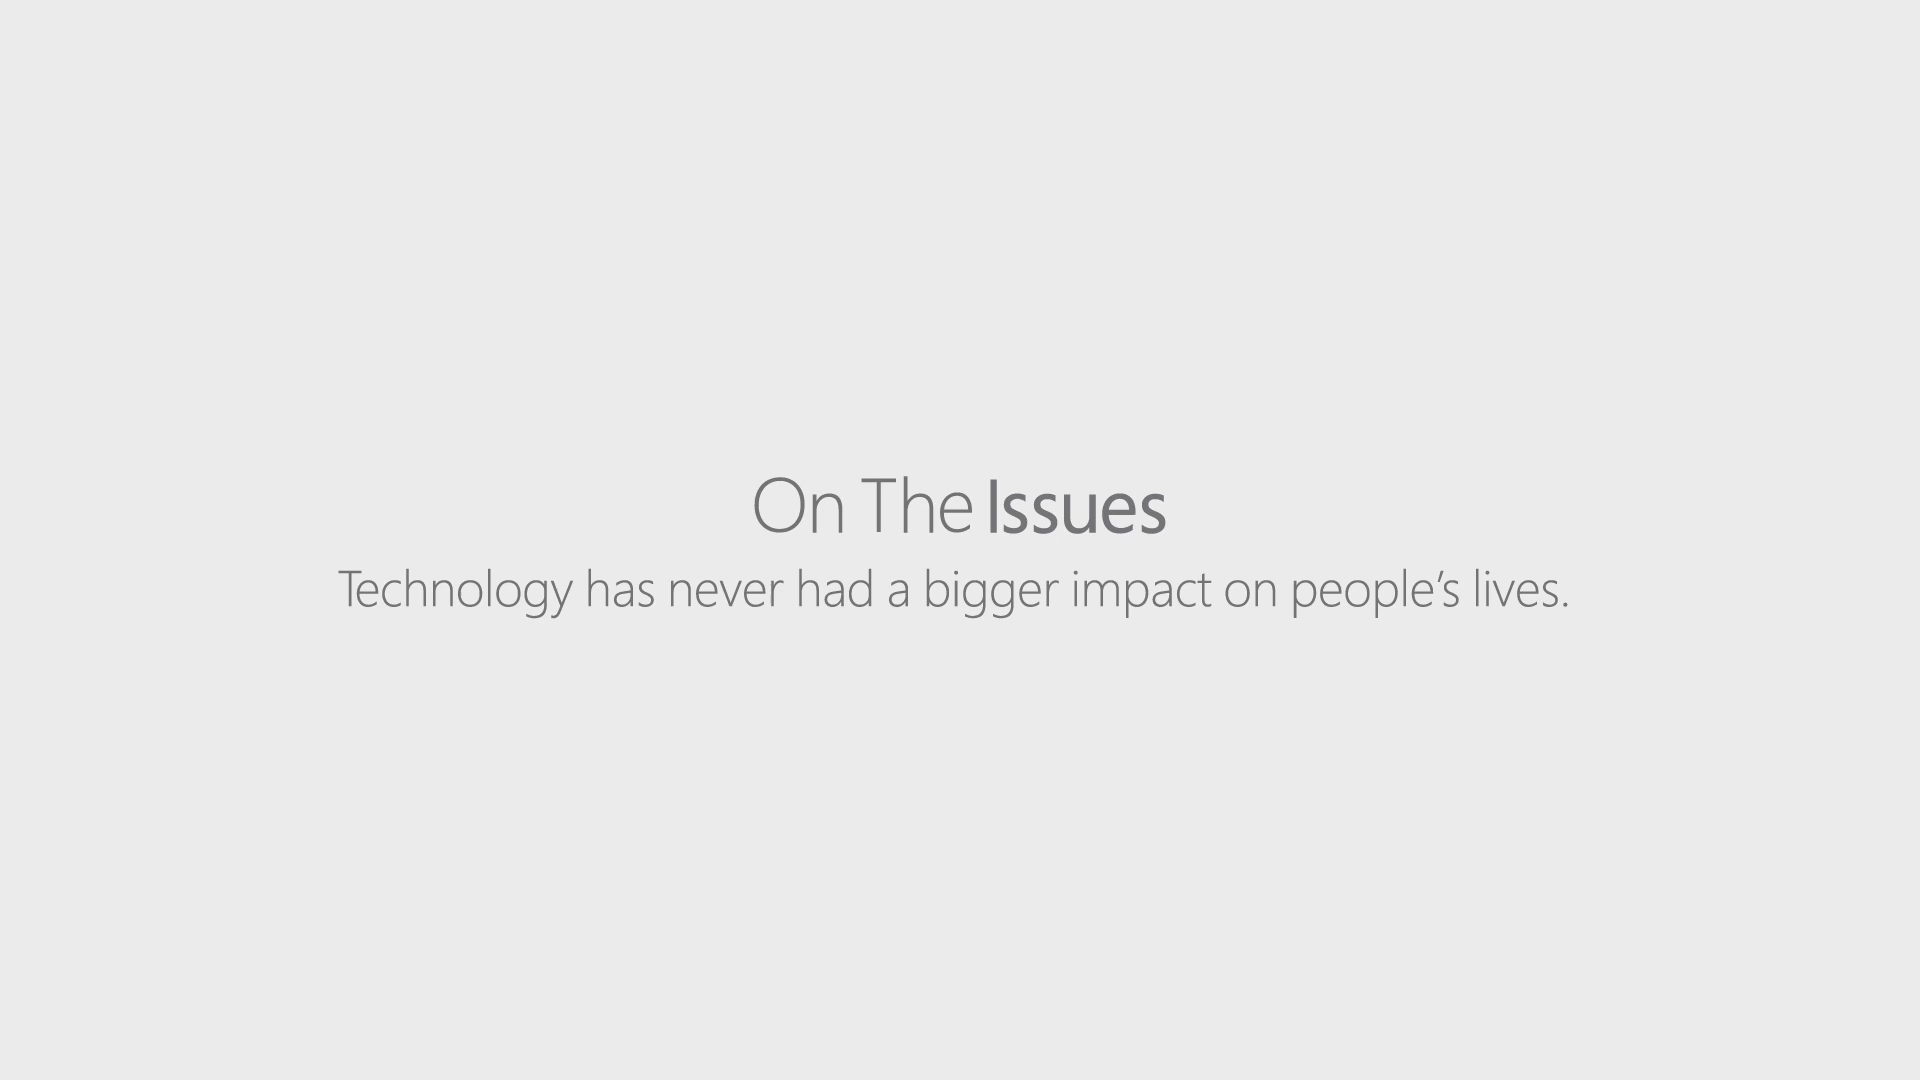 On The Issues
Technology has never had a bigger impact on people’s lives.